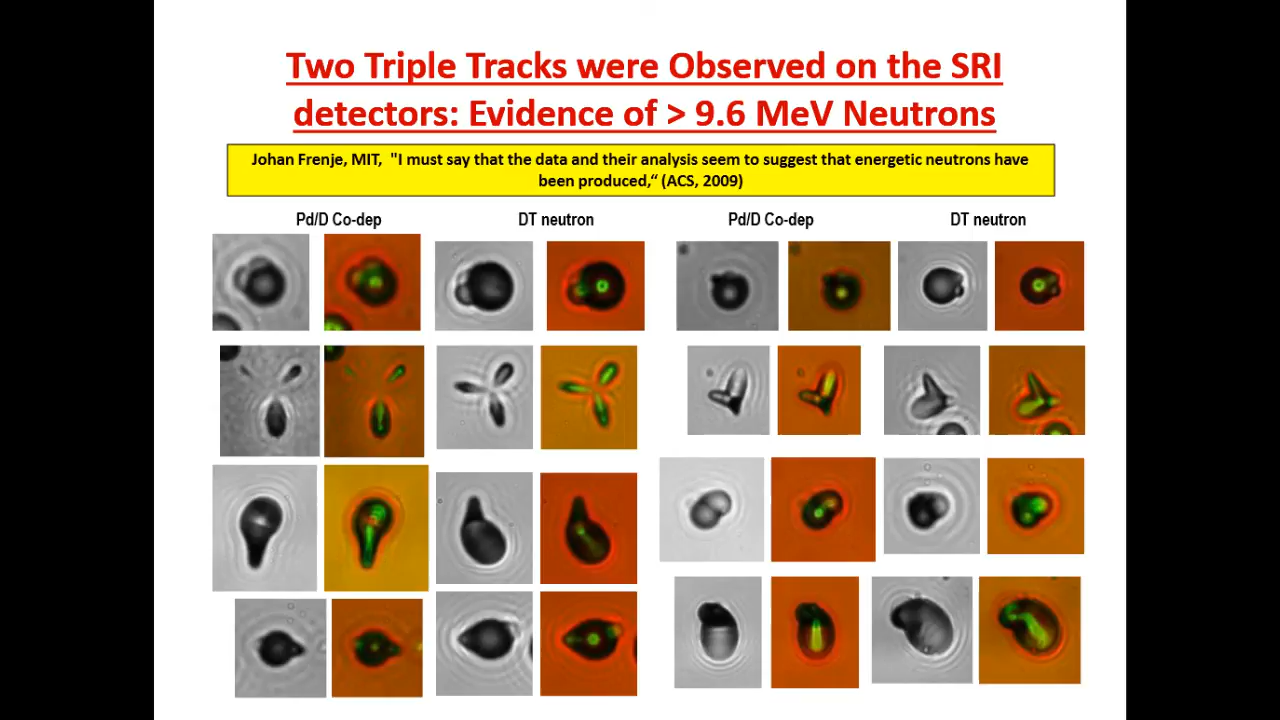 Two Triple Tracks were Observed on the SRI
detectors: Evidence of > 9.6 MeV Neutrons
Johan Frenje, MIT,  "I must say that the data and their analysis seem to suggest that energetic neutrons have
been produced,“ (ACS, 2009)
Pd/D Co-dep
DT neutron
Pd/D Co-dep
DT neutron